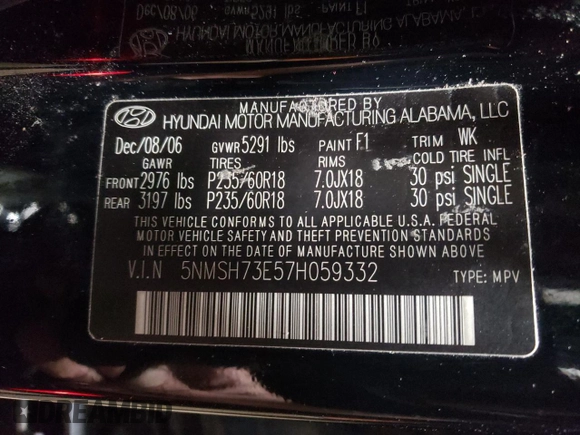 MANUFACTURED BY
HYUNDAI MOTOR MANUFACTURING ALABAMA, LLC
Dec/08/06 GVWR 5291 lbs PAINT F1 TRIM WK
GAWR TIRES RIMS COLD TIRE INFL
FRONT 2976 lbs P235/60R18 7.0JX18 30 psi SINGLE
REAR 3197 lbs P235/60R18 7.0JX18 30 psi SINGLE
THIS VEHICLE CONFORMS TO ALL APPLICABLE U.S.A. FEDERAL
MOTOR VEHICLE SAFETY AND THEFT PREVENTION STANDARDS
IN EFFECT ON THE DATE OF MANUFACTURE SHOWN ABOVE
V.I.N 5NMSH73E57H059332 TYPE: MPV
DREAMBID